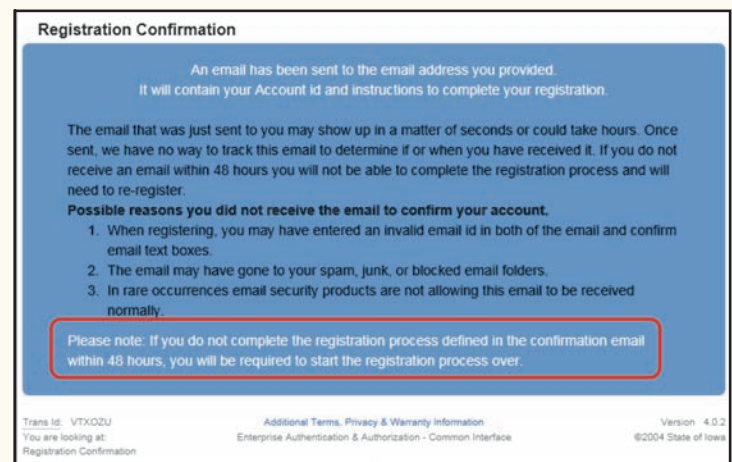 Registration Confirmation
An email has been sent to the email address you provided.
It will contain your Account id and instructions to complete your registration.
The email that was just sent to you may show up in a matter of seconds or could take hours. Once
sent, we have no way to track this email to determine if or when you have received it. If you do not
receive an email within 48 hours you will not be able to complete the registration process and will
need to re-register.
Possible reasons you did not receive the email to confirm your account.
1. When registering, you may have entered an invalid email id in both of the email and confirm
email text boxes.
2. The email may have gone to your spam, junk, or blocked email folders.
3. In rare occurrences email security products are not allowing this email to be received
normally.
Please note: If you do not complete the registration process defined in the confirmation email
within 48 hours, you will be required to start the registration process over.
Trans Id: VTXOZU
Additional Terms, Privacy & Warranty Information
Version 4.0.2
You are looking at:
Enterprise Authentication & Authorization - Common Interface
©2004 State of Iowa
Registration Confirmation